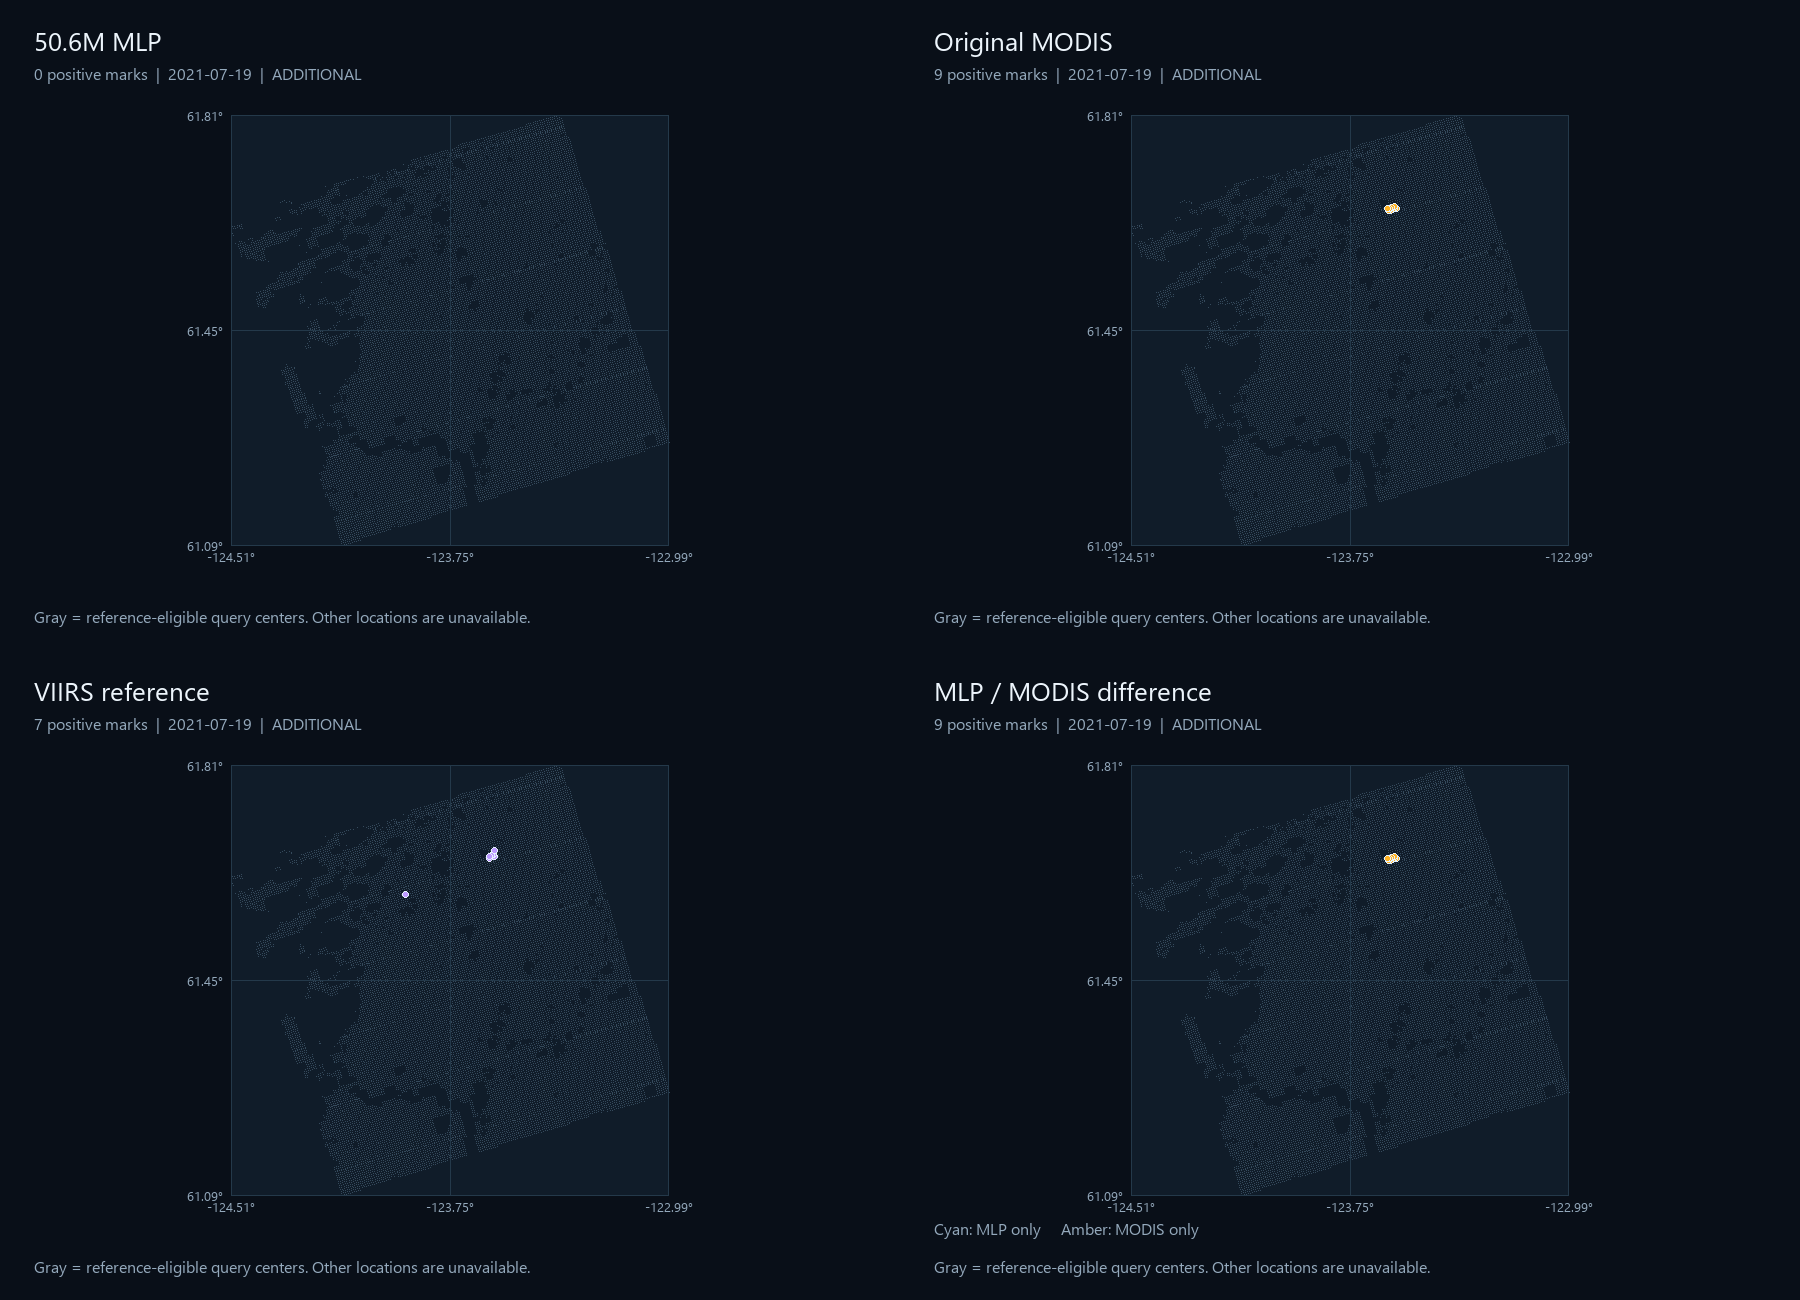 50.6M MLP
0 positive marks | 2021-07-19 | ADDITIONAL
61.81°
61.45°
61.09°
-124.51°
-123.75°
-122.99°
Gray = reference-eligible query centers. Other locations are unavailable.
Original MODIS
9 positive marks | 2021-07-19 | ADDITIONAL
61.81°
61.45°
61.09°
-124.51°
-123.75°
-122.99°
Gray = reference-eligible query centers. Other locations are unavailable.
VIIRS reference
7 positive marks | 2021-07-19 | ADDITIONAL
61.81°
61.45°
61.09°
-124.51°
-123.75°
-122.99°
Gray = reference-eligible query centers. Other locations are unavailable.
MLP / MODIS difference
9 positive marks | 2021-07-19 | ADDITIONAL
61.81°
61.45°
61.09°
-124.51°
-123.75°
-122.99°
Cyan: MLP only Amber: MODIS only
Gray = reference-eligible query centers. Other locations are unavailable.